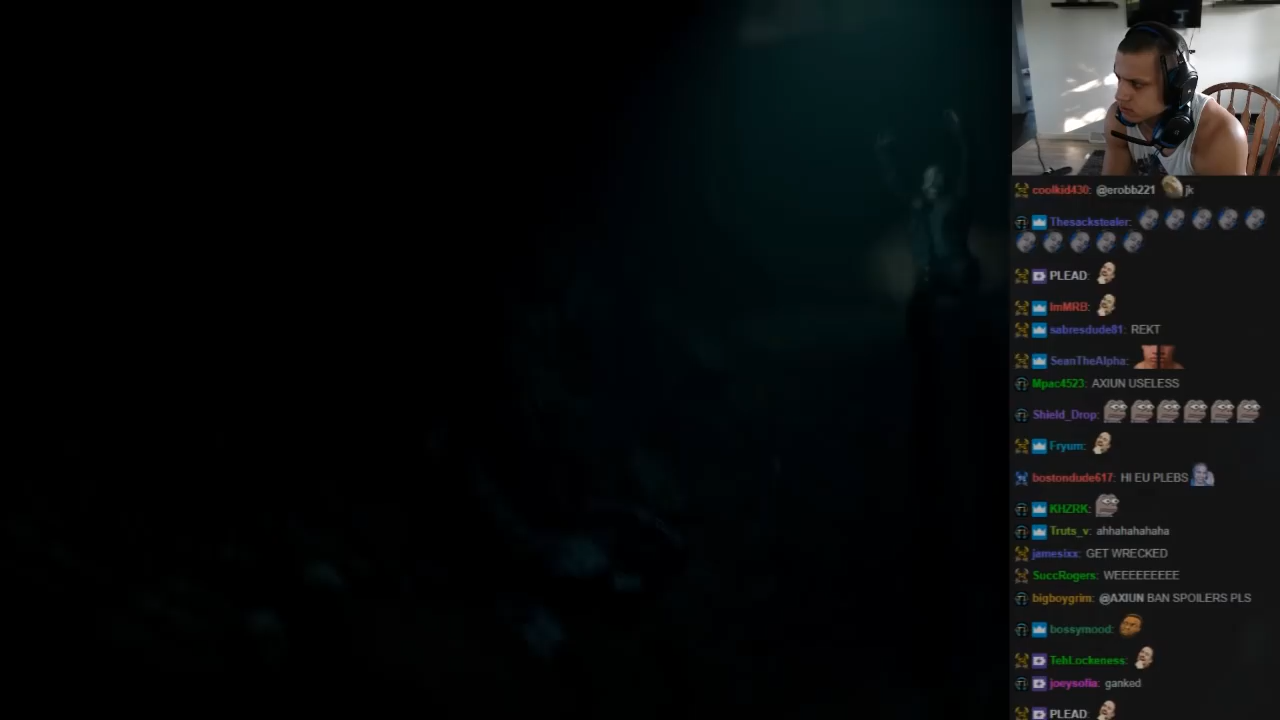 coolkid430: @erobb221 jk
Thesackstealer:
PLEAD:
ImMRB:
sabresdude81: REKT
SeanTheAlpha:
Mpac4523: AXIUN USELESS
Shield_Drop:
Fryum:
bostondude617: HI EU PLEBS
KHZRK:
Truts_v: ahhahahahaha
jamesixx: GET WRECKED
SuccRogers: WEEEEEEEEE
bigboygrim: @AXIUN BAN SPOILERS PLS
bossymood:
TehLockeness:
joeysofia: ganked
PLEAD: